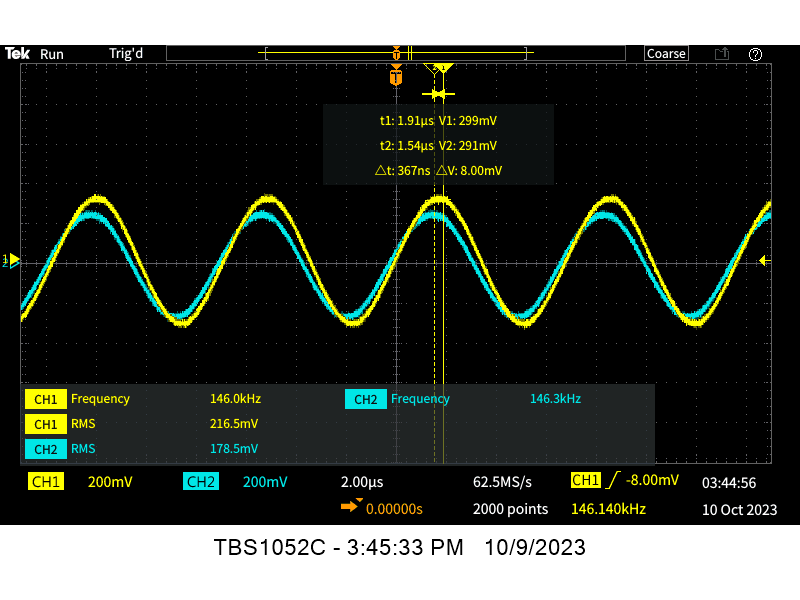 Tek Run Trig'd Coarse
t1: 1.91μs V1: 299mV
t2: 1.54μs V2: 291mV
△t: 367ns △V: 8.00mV
CH1 Frequency 146.0kHz CH2 Frequency 146.3kHz
CH1 RMS 216.5mV
CH2 RMS 178.5mV
CH1 200mV CH2 200mV 2.00μs 62.5MS/s CH1 -8.00mV 03:44:56
0.00000s 2000 points 146.140kHz 10 Oct 2023
TBS1052C - 3:45:33 PM 10/9/2023